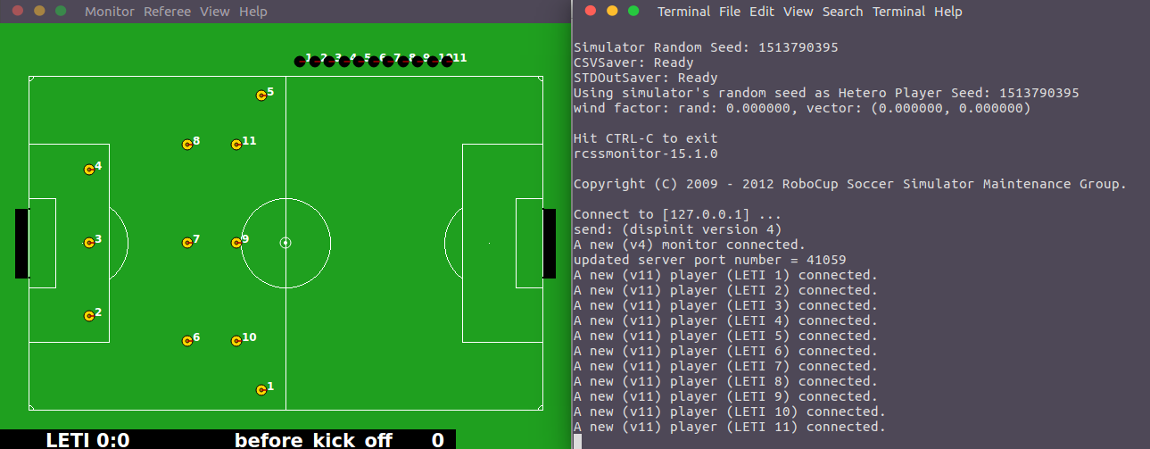 Monitor Referee View Help
1 2 3 4 5 6 7 8 9 10 11
5
8 11
4
3 7 9
2
6 10
1
LETI 0:0 before_kick_off 0
Terminal File Edit View Search Terminal Help
Simulator Random Seed: 1513790395
CSVSaver: Ready
STDOutSaver: Ready
Using simulator's random seed as Hetero Player Seed: 1513790395
wind factor: rand: 0.000000, vector: (0.000000, 0.000000)
Hit CTRL-C to exit
rcssmonitor-15.1.0
Copyright (C) 2009 - 2012 RoboCup Soccer Simulator Maintenance Group.
Connect to [127.0.0.1] ...
send: (dispinit version 4)
A new (v4) monitor connected.
updated server port number = 41059
A new (v11) player (LETI 1) connected.
A new (v11) player (LETI 2) connected.
A new (v11) player (LETI 3) connected.
A new (v11) player (LETI 4) connected.
A new (v11) player (LETI 5) connected.
A new (v11) player (LETI 6) connected.
A new (v11) player (LETI 7) connected.
A new (v11) player (LETI 8) connected.
A new (v11) player (LETI 9) connected.
A new (v11) player (LETI 10) connected.
A new (v11) player (LETI 11) connected.